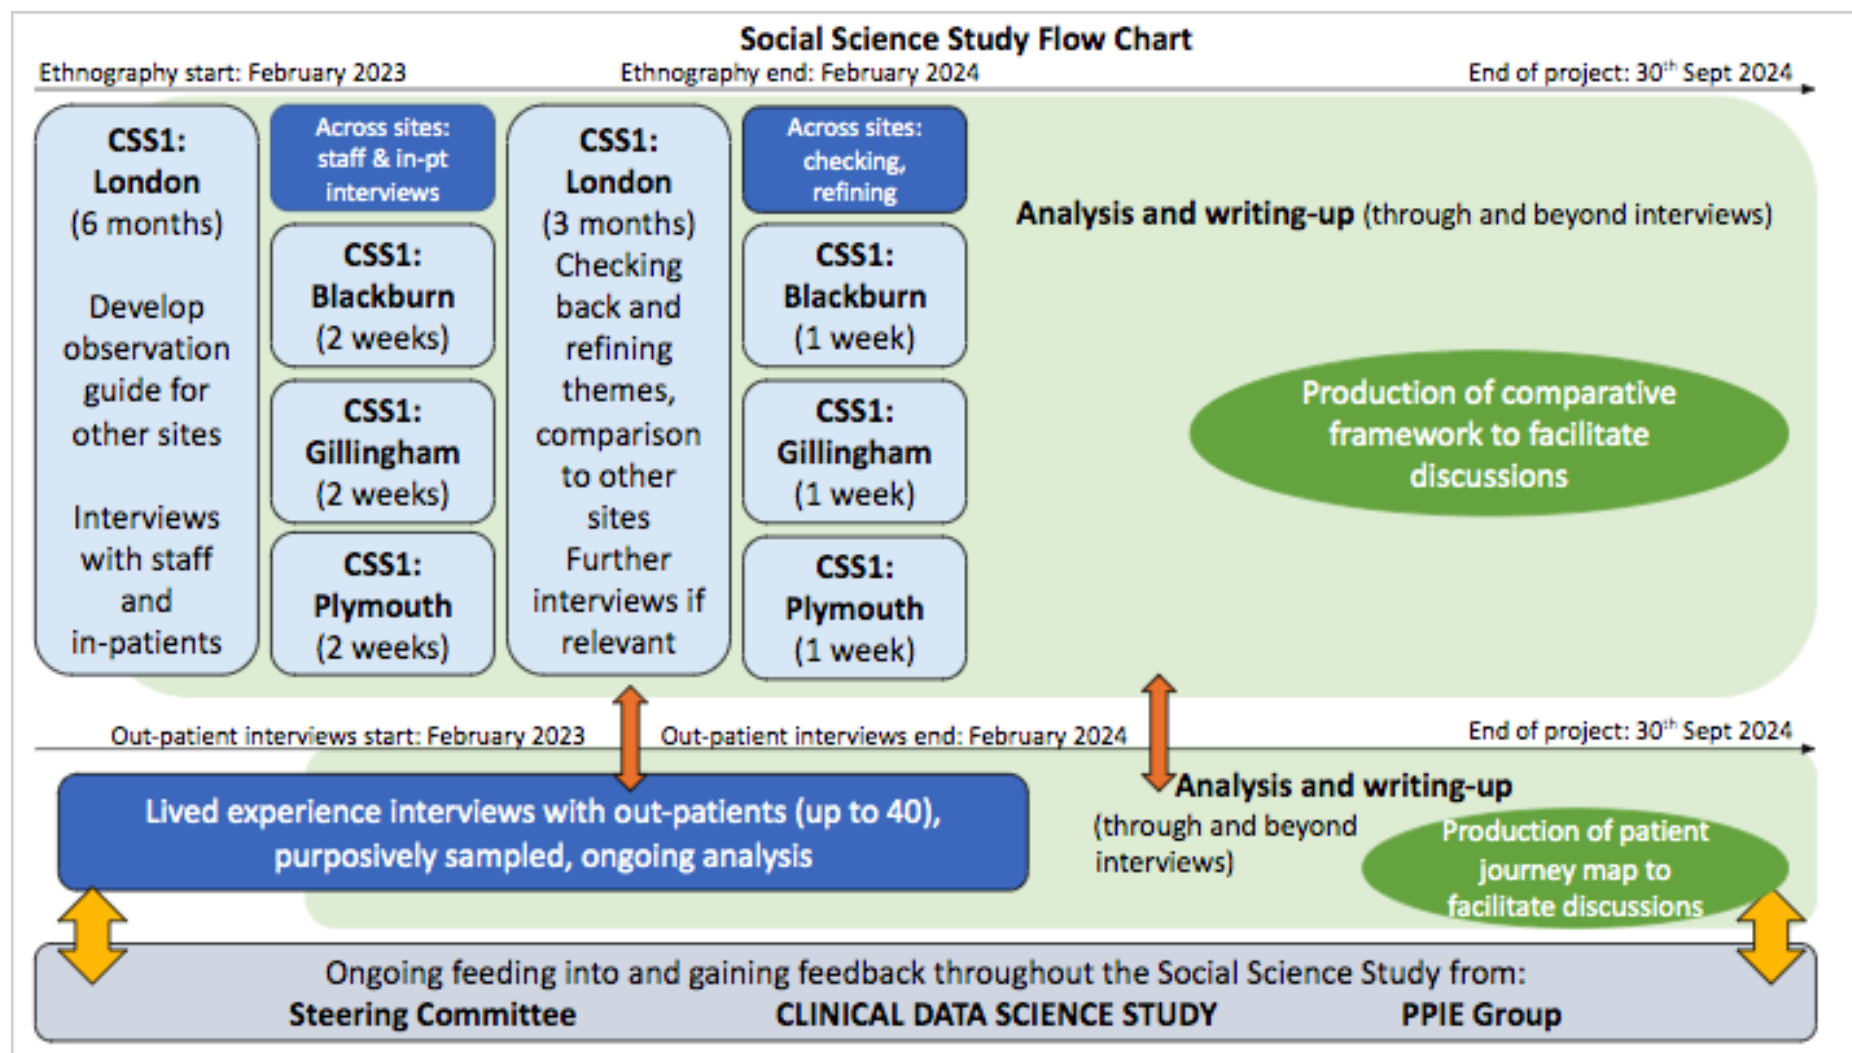 Social Science Study Flow Chart
Ethnography start: February 2023
Ethnography end: February 2024
End of project: 30th Sept 2024
CSS1:
London
(6 months)
Develop
observation
guide for
other sites
Interviews
with staff
and
in-patients
Across sites:
staff & in-pt
interviews
CSS1:
Blackburn
(2 weeks)
CSS1:
Gillingham
(2 weeks)
CSS1:
Plymouth
(2 weeks)
CSS1:
London
(3 months)
Checking
back and
refining
themes,
comparison
to other
sites
Further
interviews if
relevant
Across sites:
checking,
refining
CSS1:
Blackburn
(1 week)
CSS1:
Gillingham
(1 week)
CSS1:
Plymouth
(1 week)
Analysis and writing-up (through and beyond interviews)
Production of comparative
framework to facilitate
discussions
Out-patient interviews start: February 2023
Out-patient interviews end: February 2024
End of project: 30th Sept 2024
Lived experience interviews with out-patients (up to 40),
purposively sampled, ongoing analysis
Analysis and writing-up
(through and beyond
interviews)
Production of patient
journey map to
facilitate discussions
Ongoing feeding into and gaining feedback throughout the Social Science Study from:
Steering Committee CLINICAL DATA SCIENCE STUDY PPIE Group